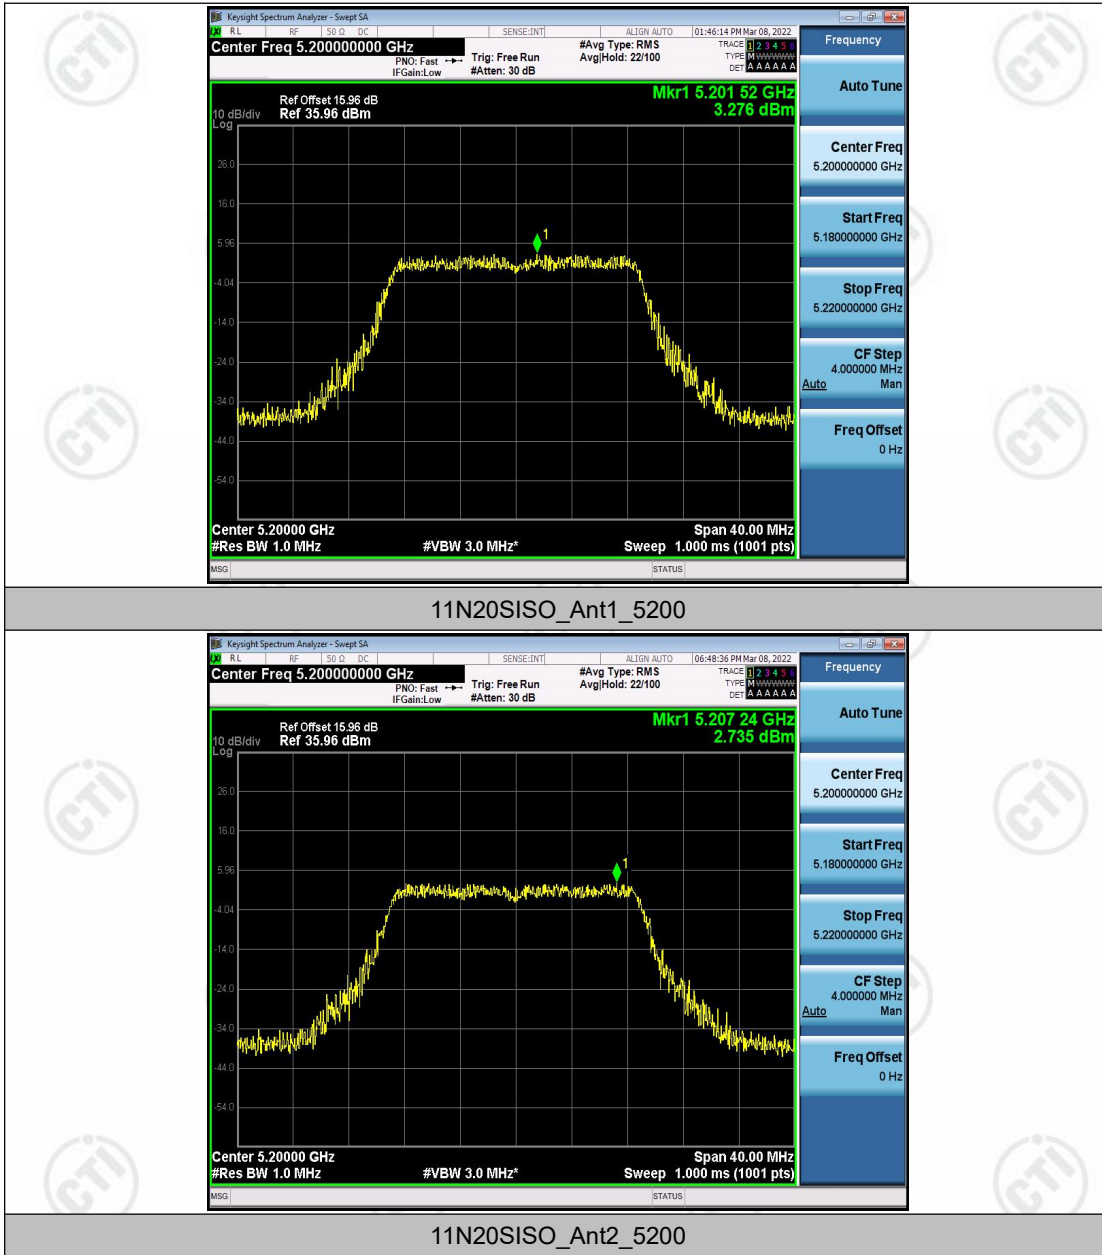 Keysight Spectrum Analyzer - Swept SA
LXI RL RF 50 Ω DC SENSE:INT ALIGN AUTO 01:46:14 PM Mar 08, 2022
Center Freq 5.200000000 GHz
PNO: Fast
IFGain:Low
Trig: Free Run
#Atten: 30 dB
#Avg Type: RMS
Avg|Hold: 22/100
TRACE 1 2 3 4 5 6
TYPE M WWWWW
DET A A A A A A
Mkr1 5.201 52 GHz
3.276 dBm
Ref Offset 15.96 dB
10 dB/div Ref 35.96 dBm
Log
26.0
16.0
5.96
-4.04
-14.0
-24.0
-34.0
-44.0
-54.0
1
Center 5.20000 GHz Span 40.00 MHz
#Res BW 1.0 MHz #VBW 3.0 MHz* Sweep 1.000 ms (1001 pts)
MSG STATUS
Frequency
Auto Tune
Center Freq
5.200000000 GHz
Start Freq
5.180000000 GHz
Stop Freq
5.220000000 GHz
CF Step
4.000000 MHz
Auto Man
Freq Offset
0 Hz
11N20SISO_Ant1_5200
Keysight Spectrum Analyzer - Swept SA
LXI RL RF 50 Ω DC SENSE:INT ALIGN AUTO 06:48:36 PM Mar 08, 2022
Center Freq 5.200000000 GHz
PNO: Fast
IFGain:Low
Trig: Free Run
#Atten: 30 dB
#Avg Type: RMS
Avg|Hold: 22/100
TRACE 1 2 3 4 5 6
TYPE M WWWWW
DET A A A A A A
Mkr1 5.207 24 GHz
2.735 dBm
Ref Offset 15.96 dB
10 dB/div Ref 35.96 dBm
Log
26.0
16.0
5.96
-4.04
-14.0
-24.0
-34.0
-44.0
-54.0
1
Center 5.20000 GHz Span 40.00 MHz
#Res BW 1.0 MHz #VBW 3.0 MHz* Sweep 1.000 ms (1001 pts)
MSG STATUS
Frequency
Auto Tune
Center Freq
5.200000000 GHz
Start Freq
5.180000000 GHz
Stop Freq
5.220000000 GHz
CF Step
4.000000 MHz
Auto Man
Freq Offset
0 Hz
11N20SISO_Ant2_5200
CTI
CTI
CTI
CTI
CTI
CTI
CTI
CTI